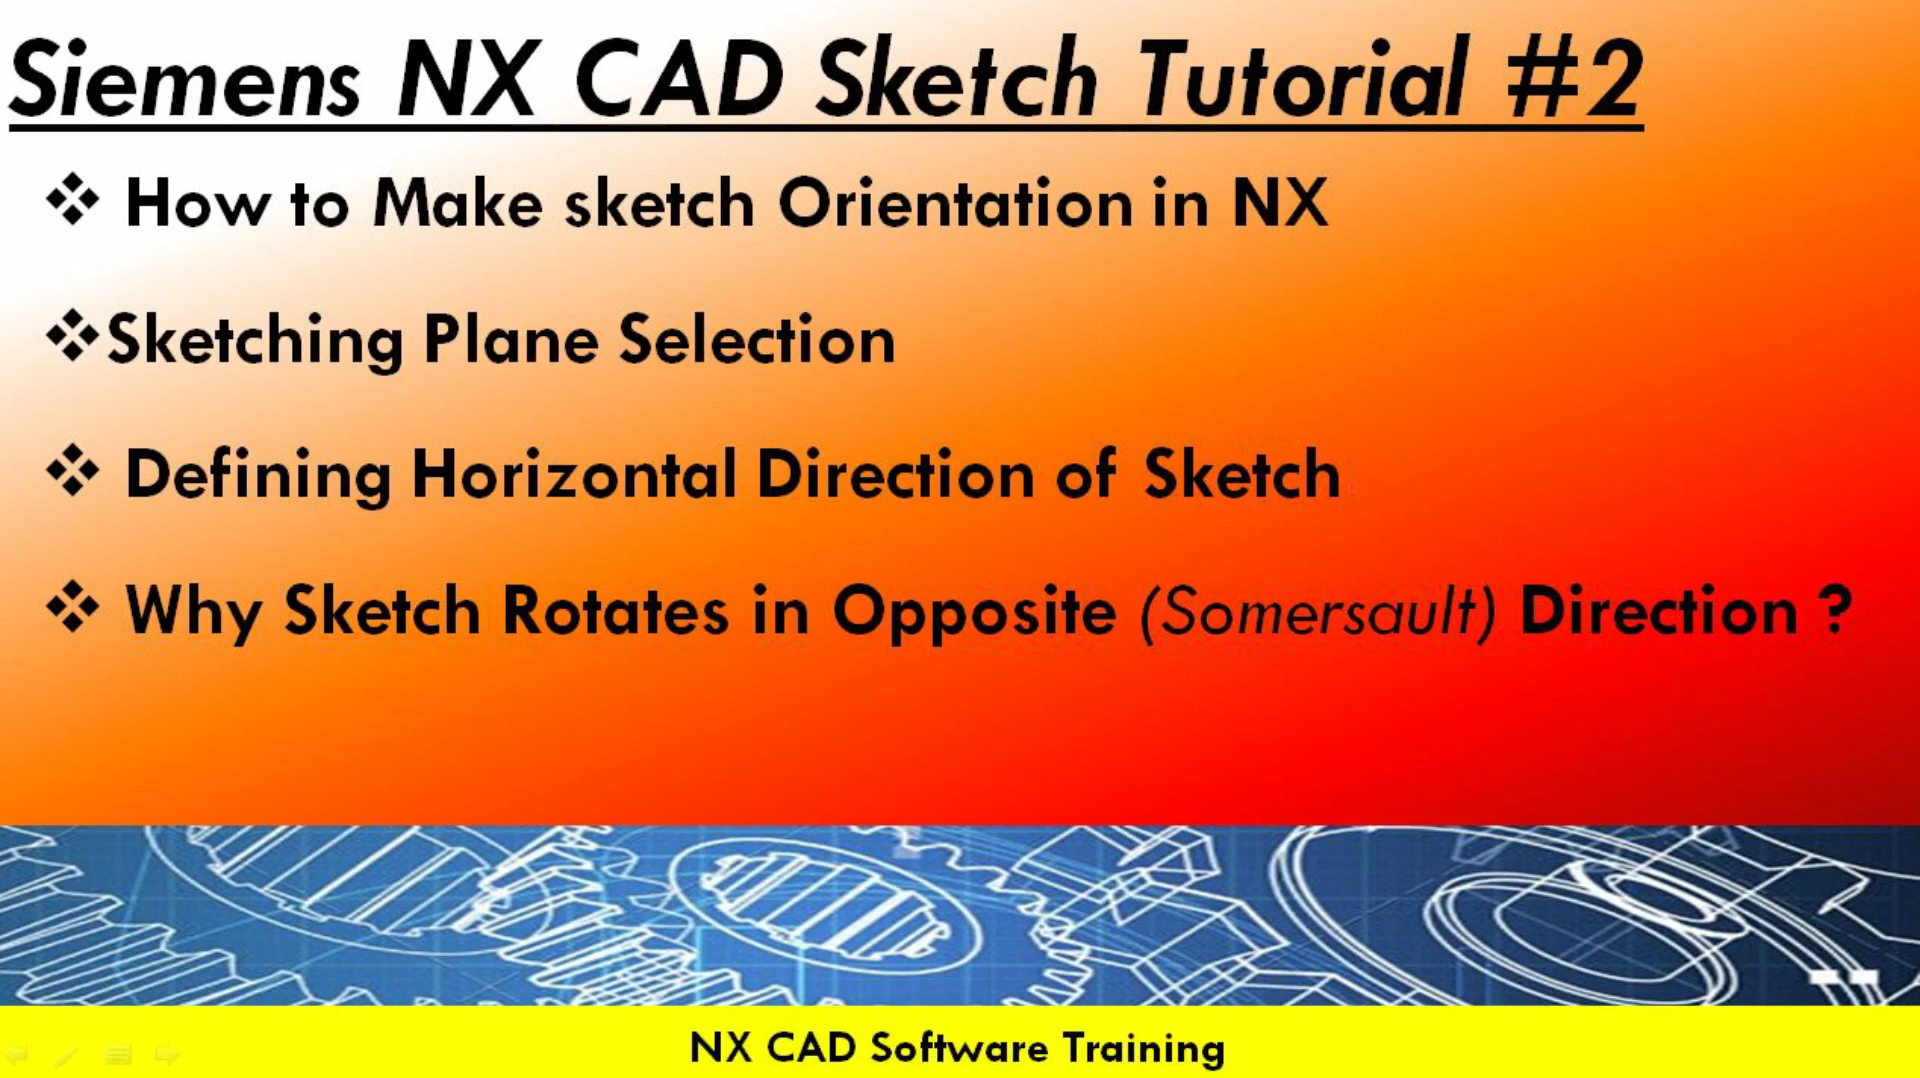 Siemens NX CAD Sketch Tutorial #2
❖ How to Make sketch Orientation in NX
❖Sketching Plane Selection
❖ Defining Horizontal Direction of Sketch
❖ Why Sketch Rotates in Opposite (Somersault) Direction ?
NX CAD Software Training